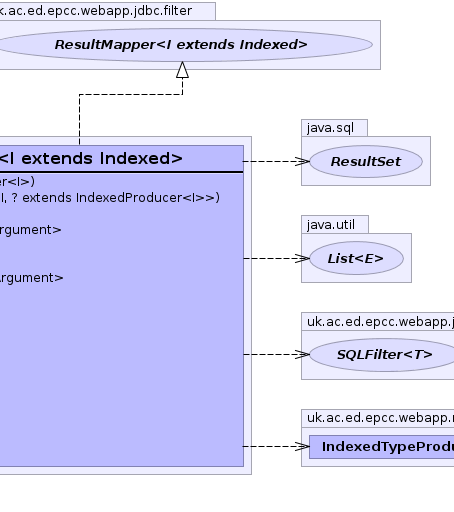 k.ac.ed.epcc.webapp.jdbc.filter
ResultMapper<I extends Indexed>
<I extends Indexed>
er<I>)
I, ? extends IndexedProducer<I>>)
rgument>
Argument>
java.sql
ResultSet
java.util
List<E>
uk.ac.ed.epcc.webapp.j
SQLFilter<T>
uk.ac.ed.epcc.webapp.
IndexedTypeProdu